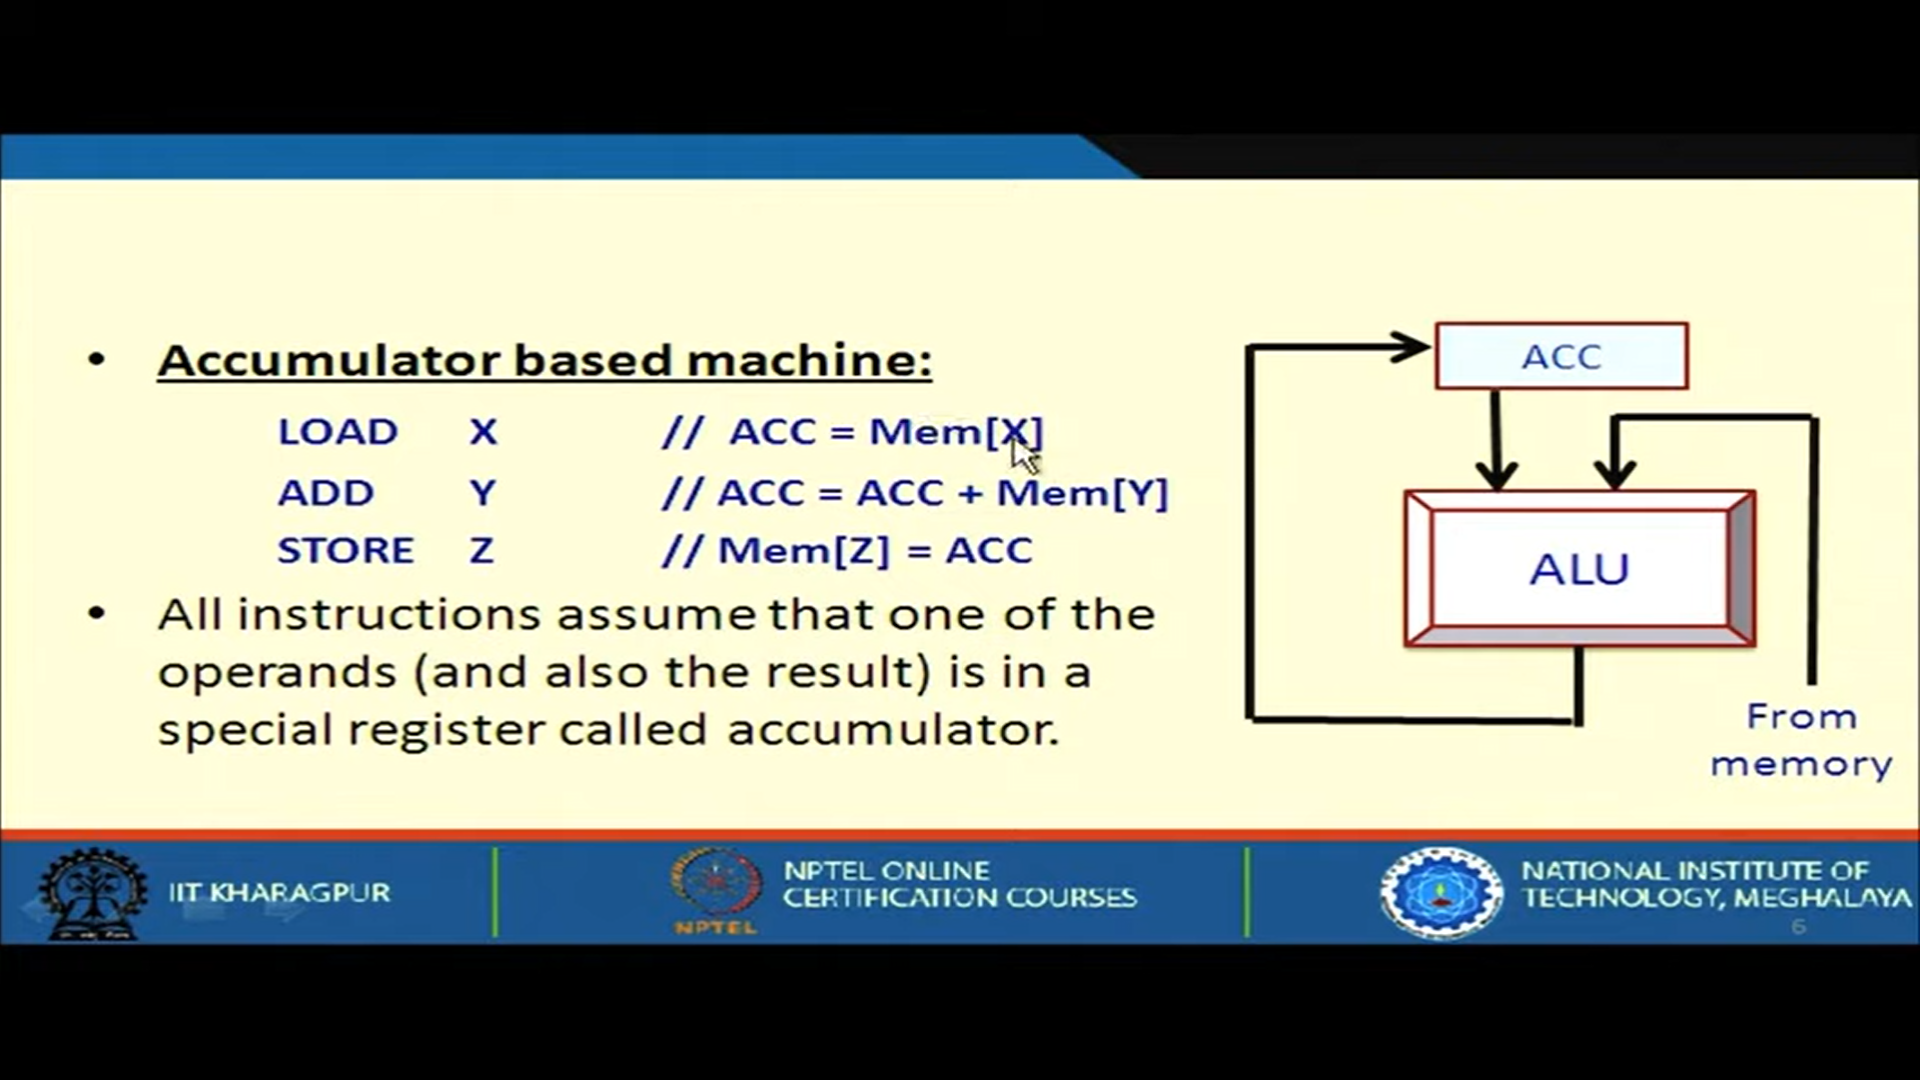 • Accumulator based machine:
LOAD X // ACC = Mem[X]
ADD Y // ACC = ACC + Mem[Y]
STORE Z // Mem[Z] = ACC
• All instructions assume that one of the
operands (and also the result) is in a
special register called accumulator.
ACC
ALU
From
memory
IIT KHARAGPUR
NPTEL
NPTEL ONLINE
CERTIFICATION COURSES
NATIONAL INSTITUTE OF
TECHNOLOGY, MEGHALAYA
6